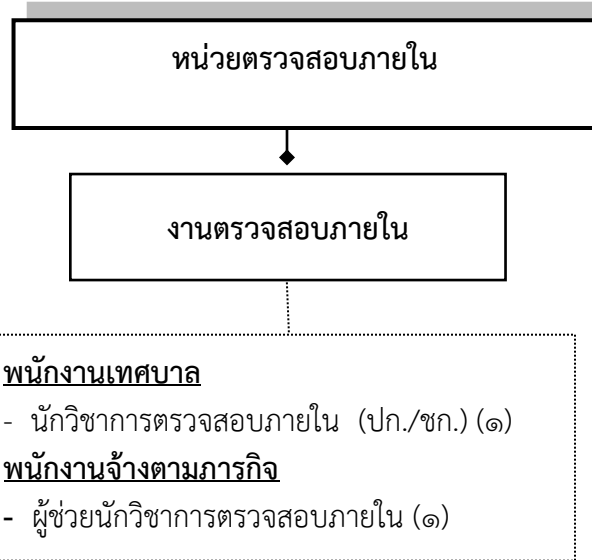 หน่วยตรวจสอบภายใน
งานตรวจสอบภายใน
พนักงานเทศบาล
- นักวิชาการตรวจสอบภายใน (ปก./ชก.) (๑)
พนักงานจ้างตามภารกิจ
- ผู้ช่วยนักวิชาการตรวจสอบภายใน (๑)